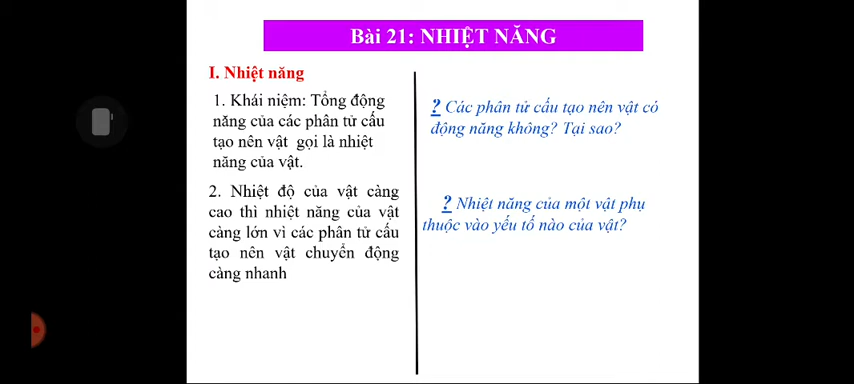 Bài 21: NHIỆT NĂNG
I. Nhiệt năng
1. Khái niệm: Tổng động
năng của các phân tử cấu
tạo nên vật gọi là nhiệt
năng của vật.
2. Nhiệt độ của vật càng
cao thì nhiệt năng của vật
càng lớn vì các phân tử cấu
tạo nên vật chuyển động
càng nhanh
? Các phân tử cấu tạo nên vật có
động năng không? Tại sao?
? Nhiệt năng của một vật phụ
thuộc vào yếu tố nào của vật?